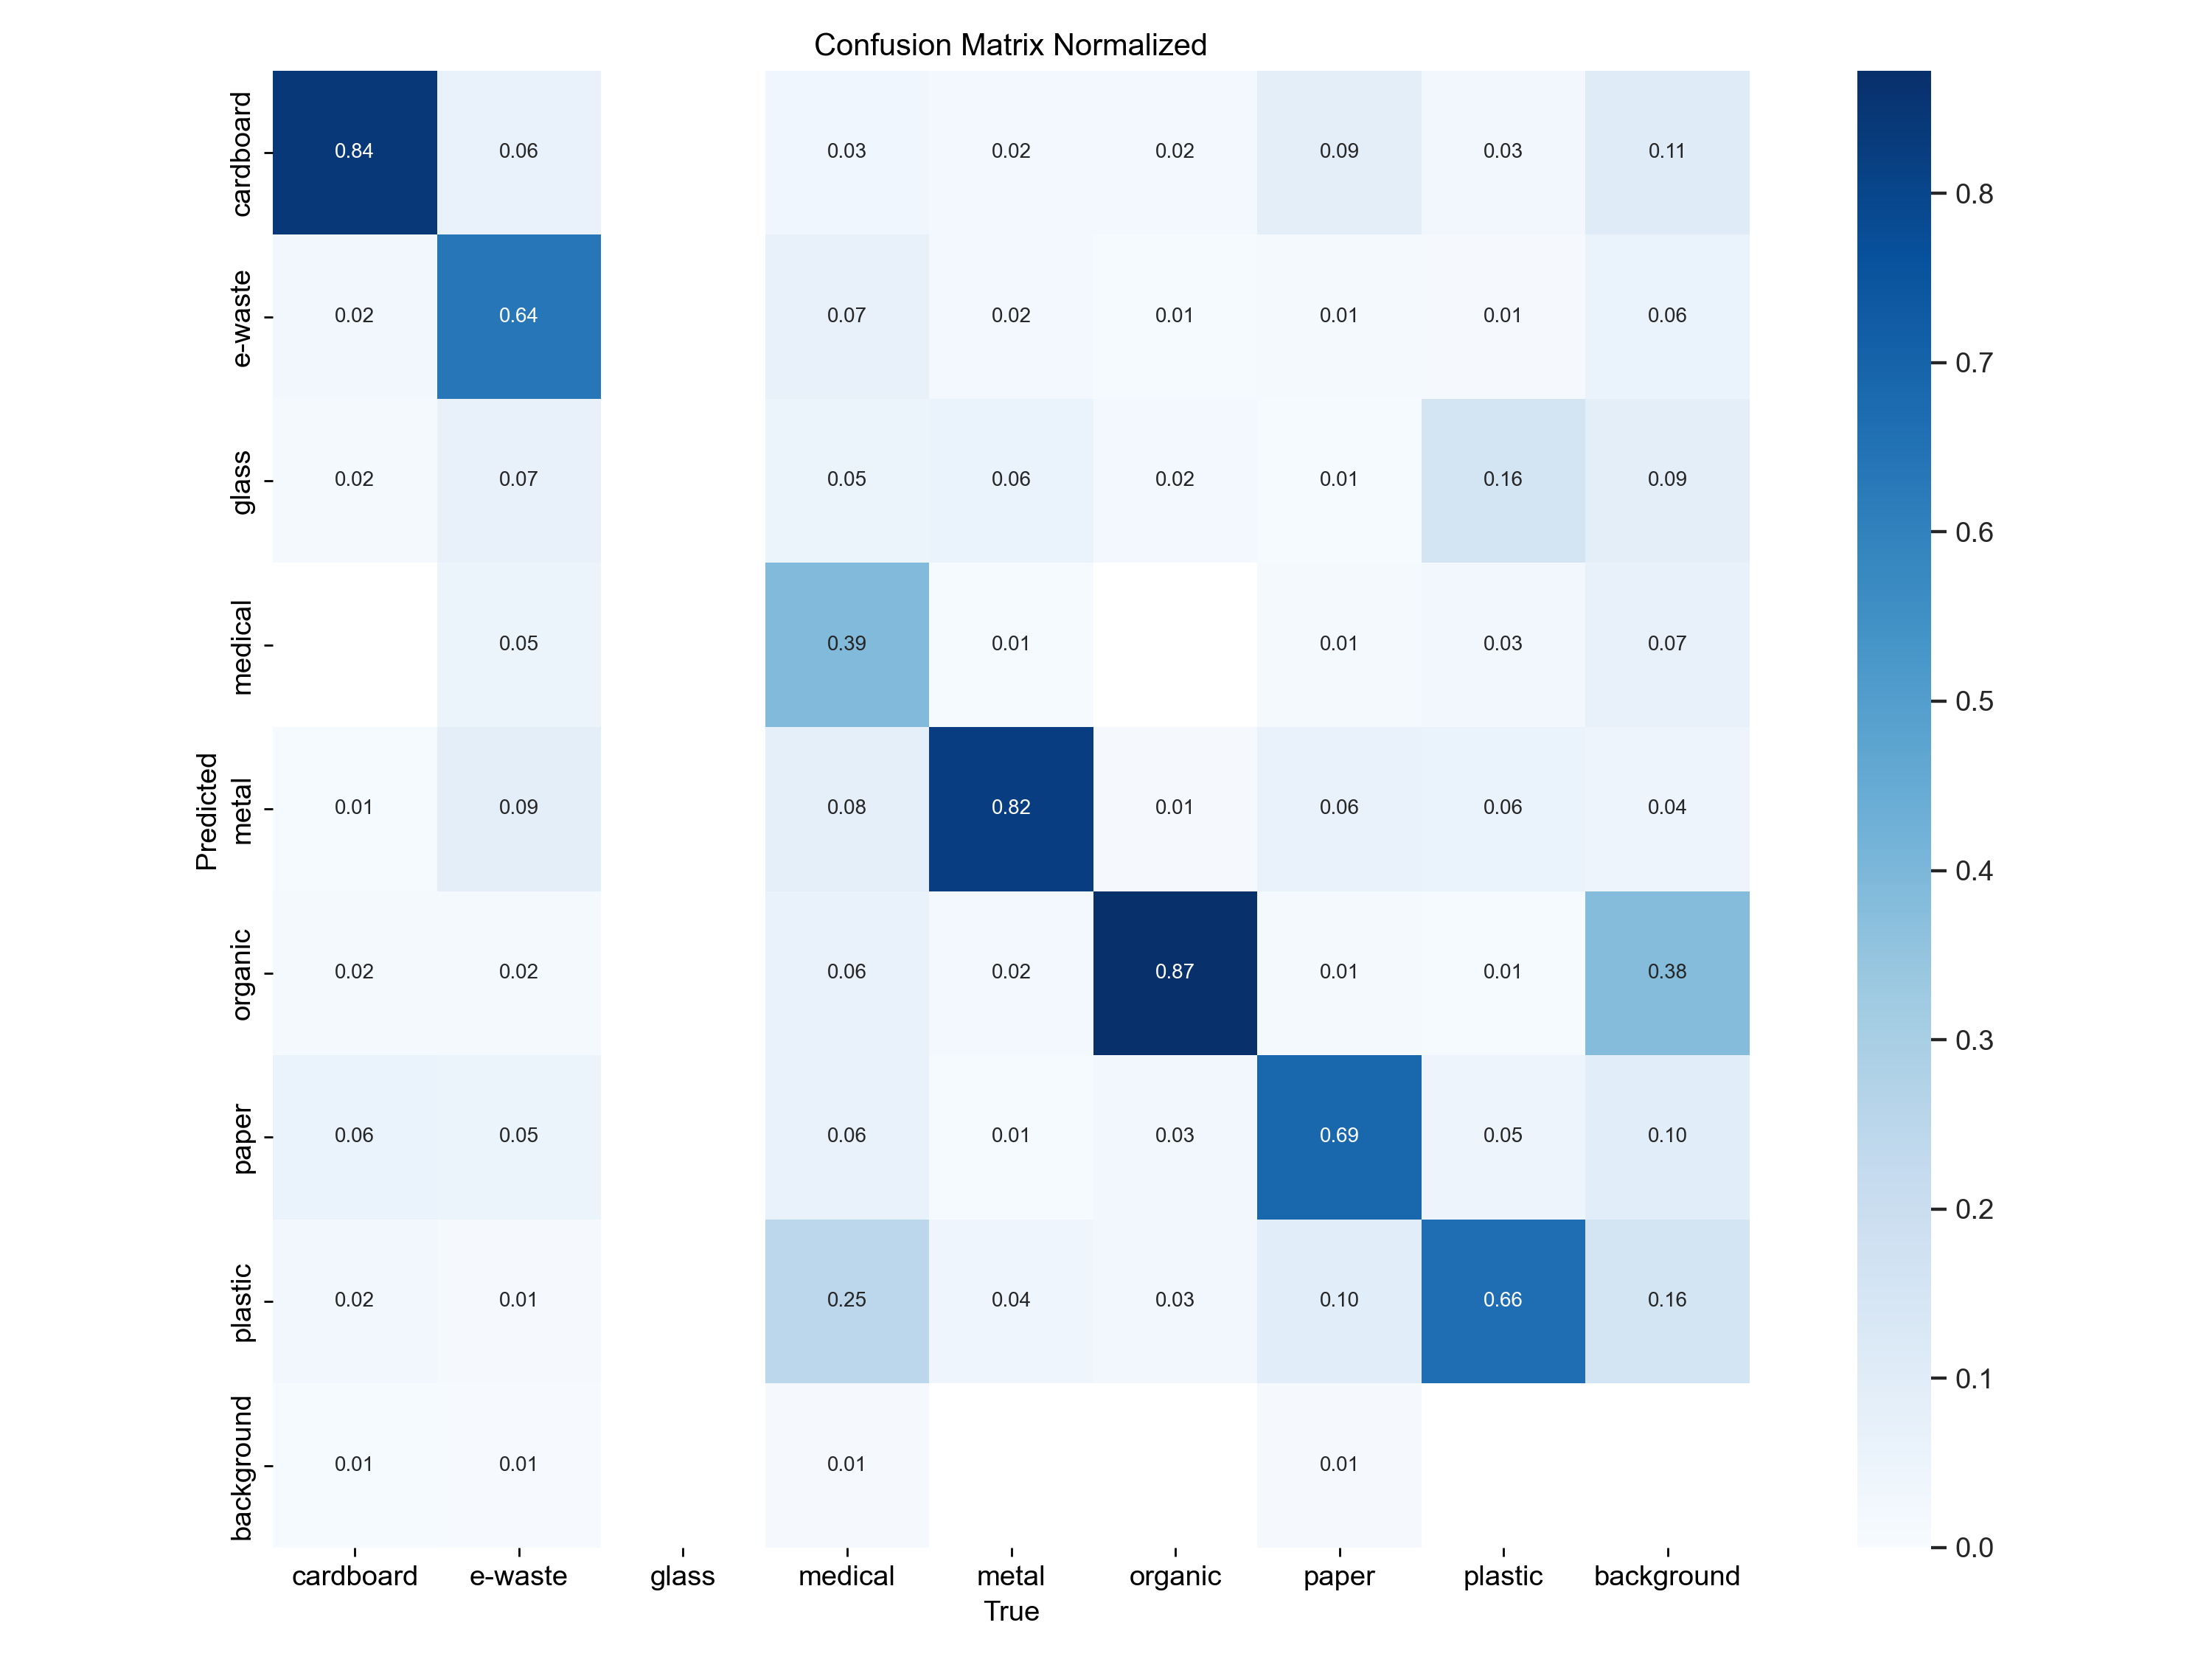 Confusion Matrix Normalized
cardboard 0.84 0.06 0.03 0.02 0.02 0.09 0.03 0.11
e-waste 0.02 0.64 0.07 0.02 0.01 0.01 0.01 0.06
glass 0.02 0.07 0.05 0.06 0.02 0.01 0.16 0.09
medical 0.05 0.39 0.01 0.01 0.03 0.07
metal 0.01 0.09 0.08 0.82 0.01 0.06 0.06 0.04
organic 0.02 0.02 0.06 0.02 0.87 0.01 0.01 0.38
paper 0.06 0.05 0.06 0.01 0.03 0.69 0.05 0.10
plastic 0.02 0.01 0.25 0.04 0.03 0.10 0.66 0.16
background 0.01 0.01 0.01 0.01
Predicted
cardboard e-waste glass medical metal organic paper plastic background
True
0.8
0.7
0.6
0.5
0.4
0.3
0.2
0.1
0.0